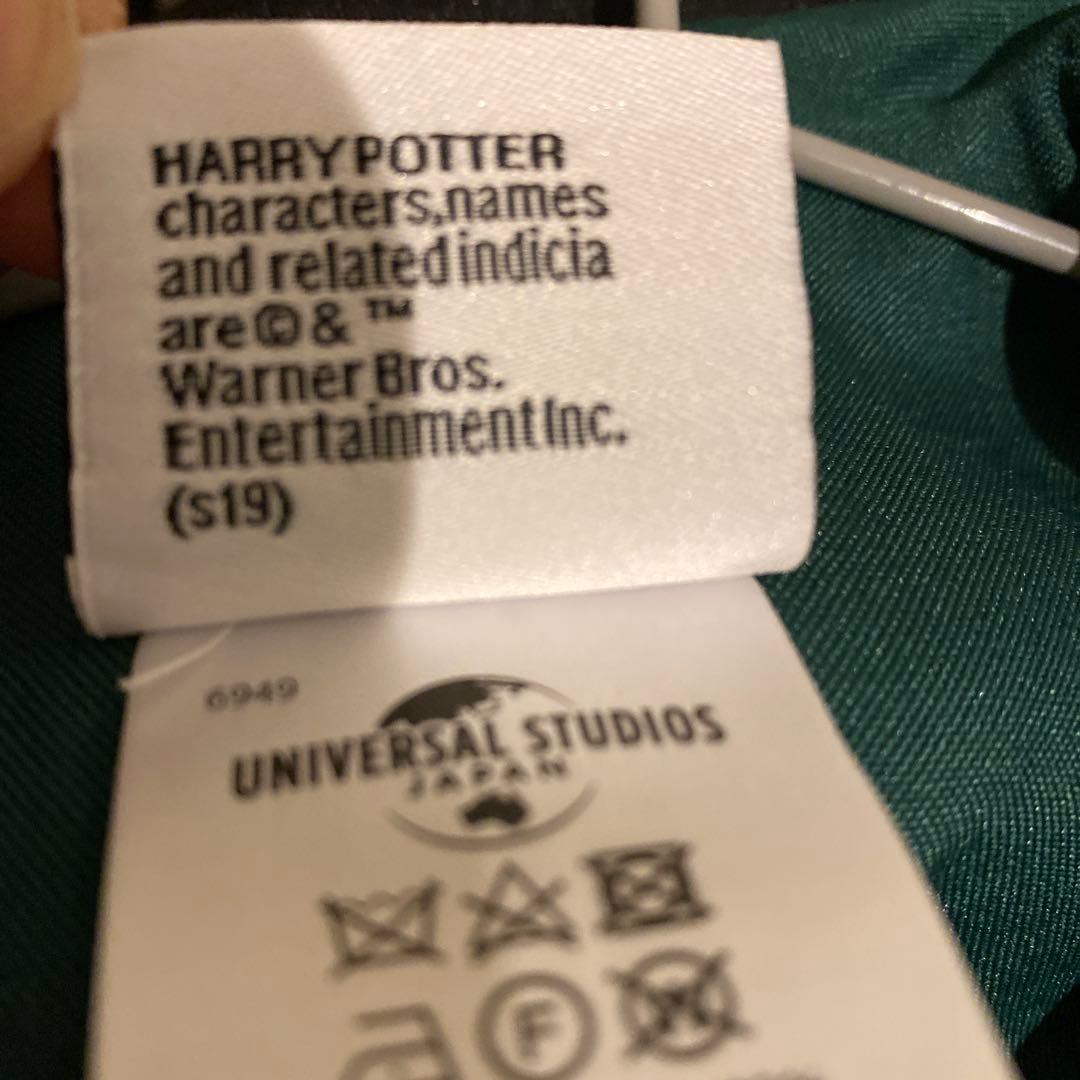 HARRY POTTER
characters,names
and related indicia
are © & ™
Warner Bros.
Entertainment Inc.
(s19)
6949
UNIVERSAL STUDIOS
JAPAN
F
W